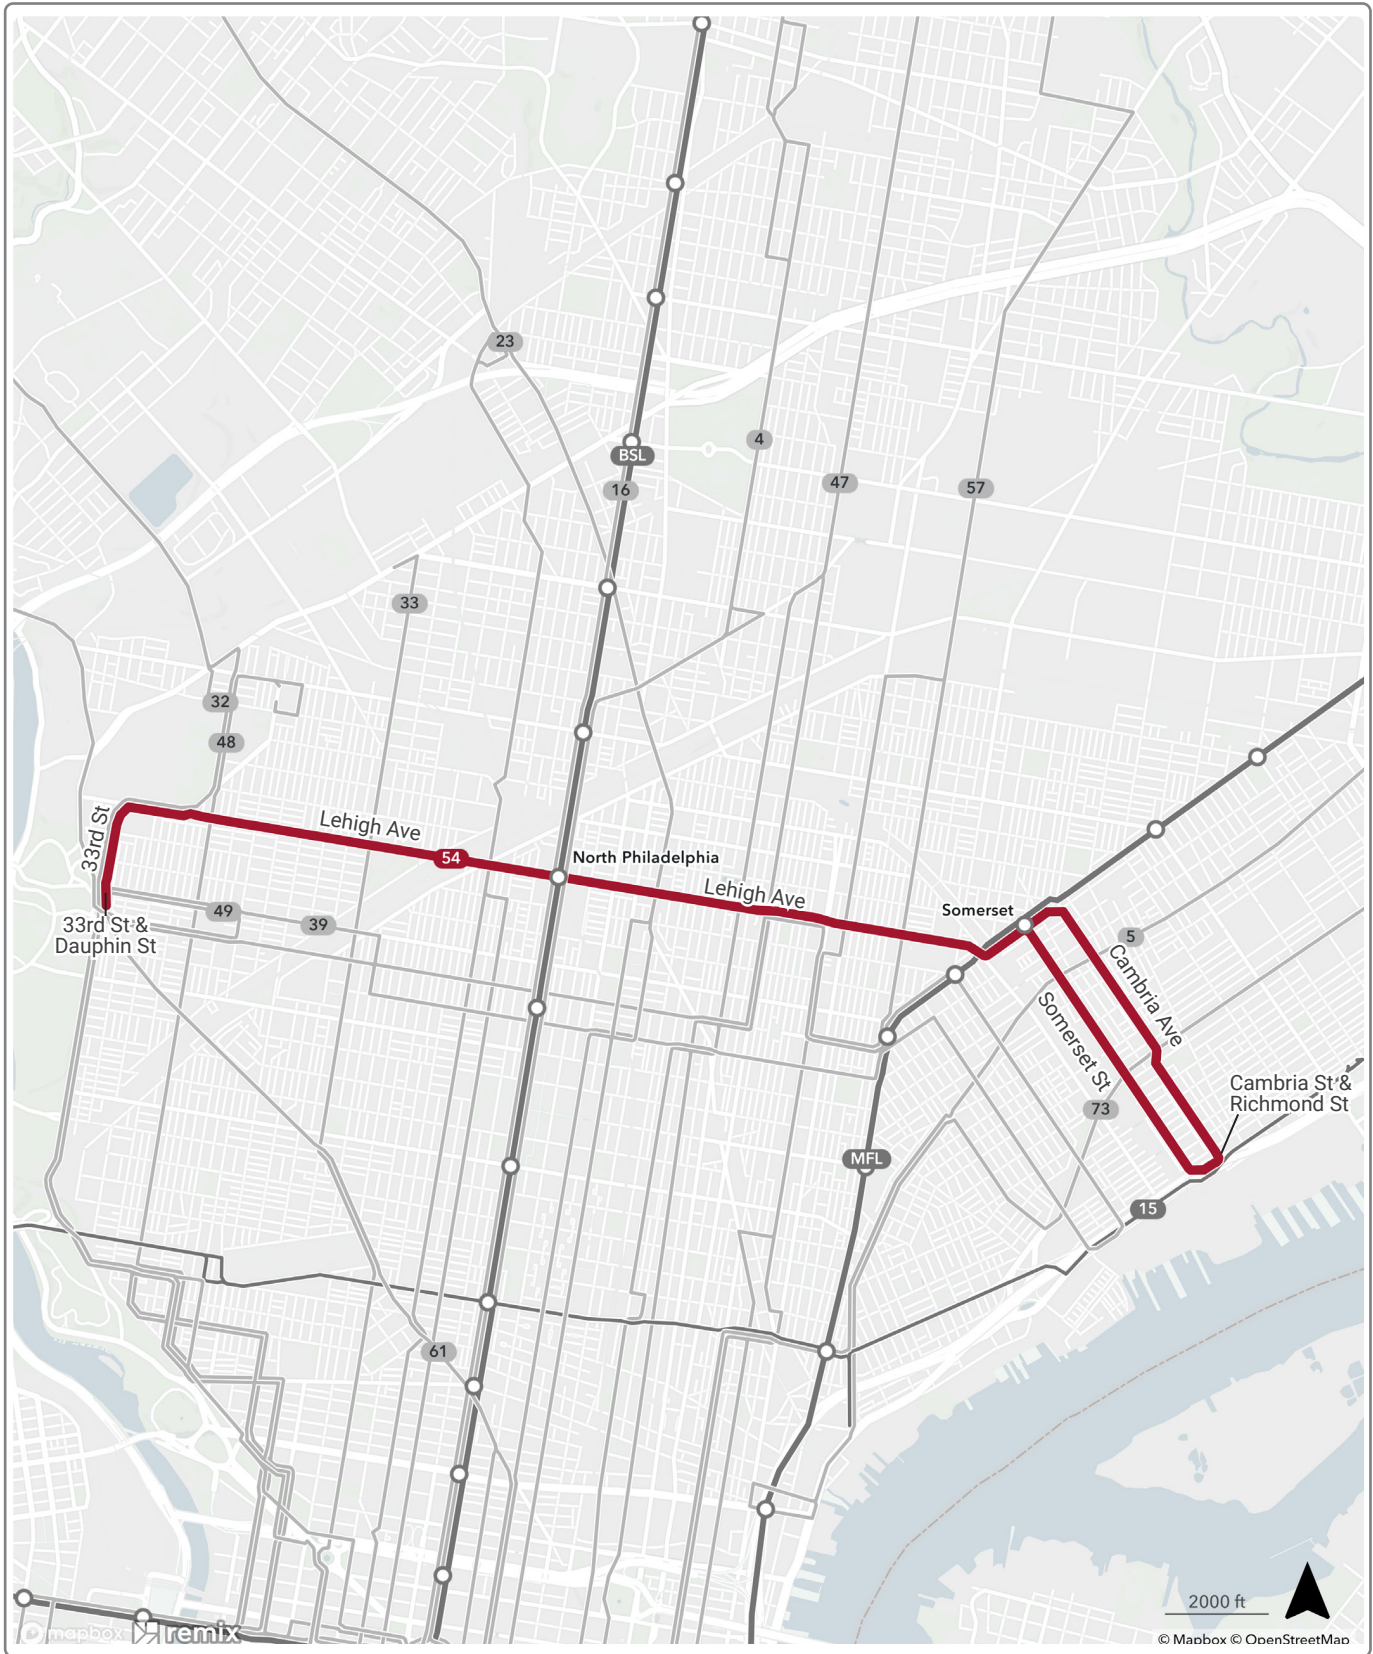 23
BSL
4
16
47
57
33
32
48
33rd St
Lehigh Ave
54
North Philadelphia
Lehigh Ave
Somerset
49
39
33rd St &
Dauphin St
5
Cambria Ave
Somerset St
Cambria St &
Richmond St
73
MFL
15
61
2000 ft
mapbox
remix
© Mapbox © OpenStreetMap